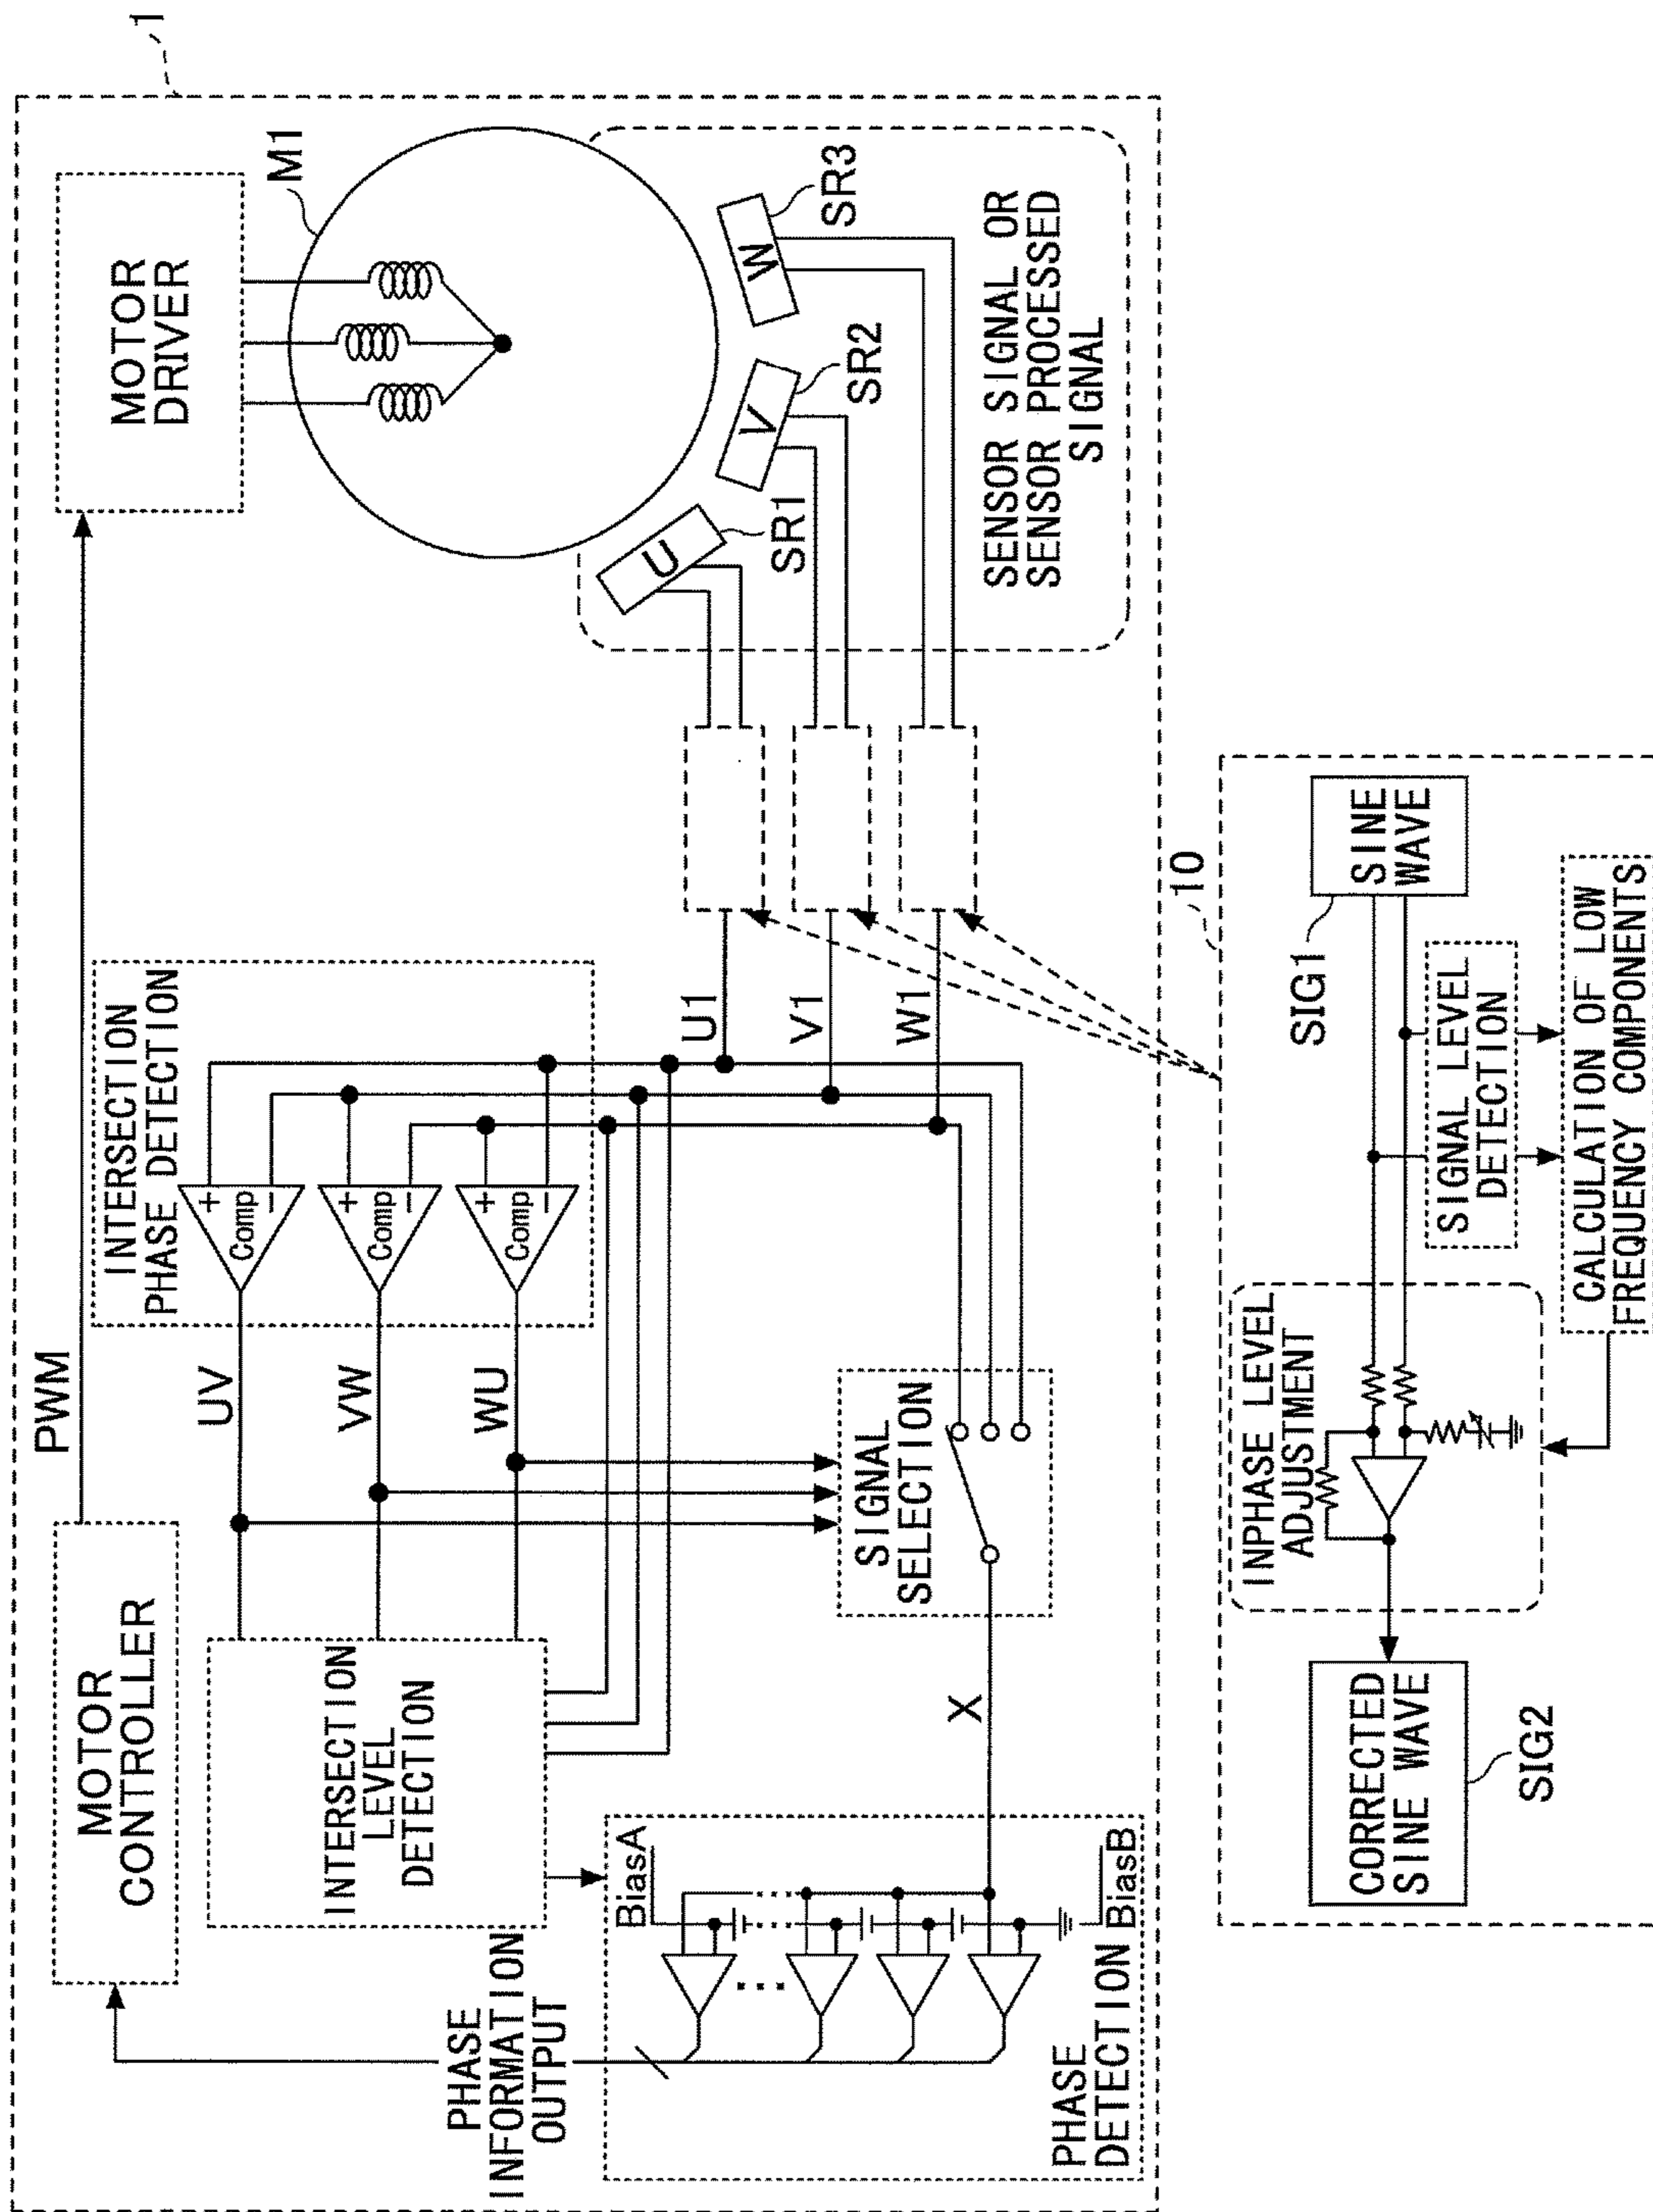 1
MOTOR
DRIVER
M1
U
V
W
SR1
SR2
SR3
SENSOR SIGNAL OR
SENSOR PROCESSED
SIGNAL
PWM
INTERSECTION
PHASE DETECTION
+
Comp
−
+
Comp
−
+
Comp
−
U1
V1
W1
UV
VW
WU
MOTOR
CONTROLLER
INTERSECTION
LEVEL
DETECTION
SIGNAL
SELECTION
X
BiasA
BiasB
PHASE
DETECTION
PHASE
INFORMATION
OUTPUT
10
SINE
WAVE
SIG1
SIGNAL LEVEL
DETECTION
CALCULATION OF LOW
FREQUENCY COMPONENTS
INPHASE LEVEL
ADJUSTMENT
CORRECTED
SINE WAVE
SIG2